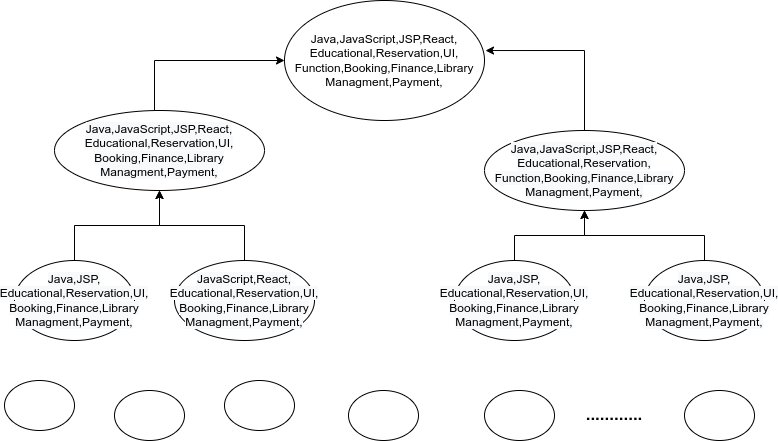 Java,JavaScript,JSP,React,
Educational,Reservation,UI,
Function,Booking,Finance,Library
Managment,Payment,
Java,JavaScript,JSP,React,
Educational,Reservation,UI,
Booking,Finance,Library
Managment,Payment,
Java,JavaScript,JSP,React,
Educational,Reservation,
Function,Booking,Finance,Library
Managment,Payment,
Java,JSP,
Educational,Reservation,UI,
Booking,Finance,Library
Managment,Payment,
JavaScript,React,
Educational,Reservation,UI,
Booking,Finance,Library
Managment,Payment,
Java,JSP,
Educational,Reservation,UI,
Booking,Finance,Library
Managment,Payment,
Java,JSP,
Educational,Reservation,UI,
Booking,Finance,Library
Managment,Payment,
............